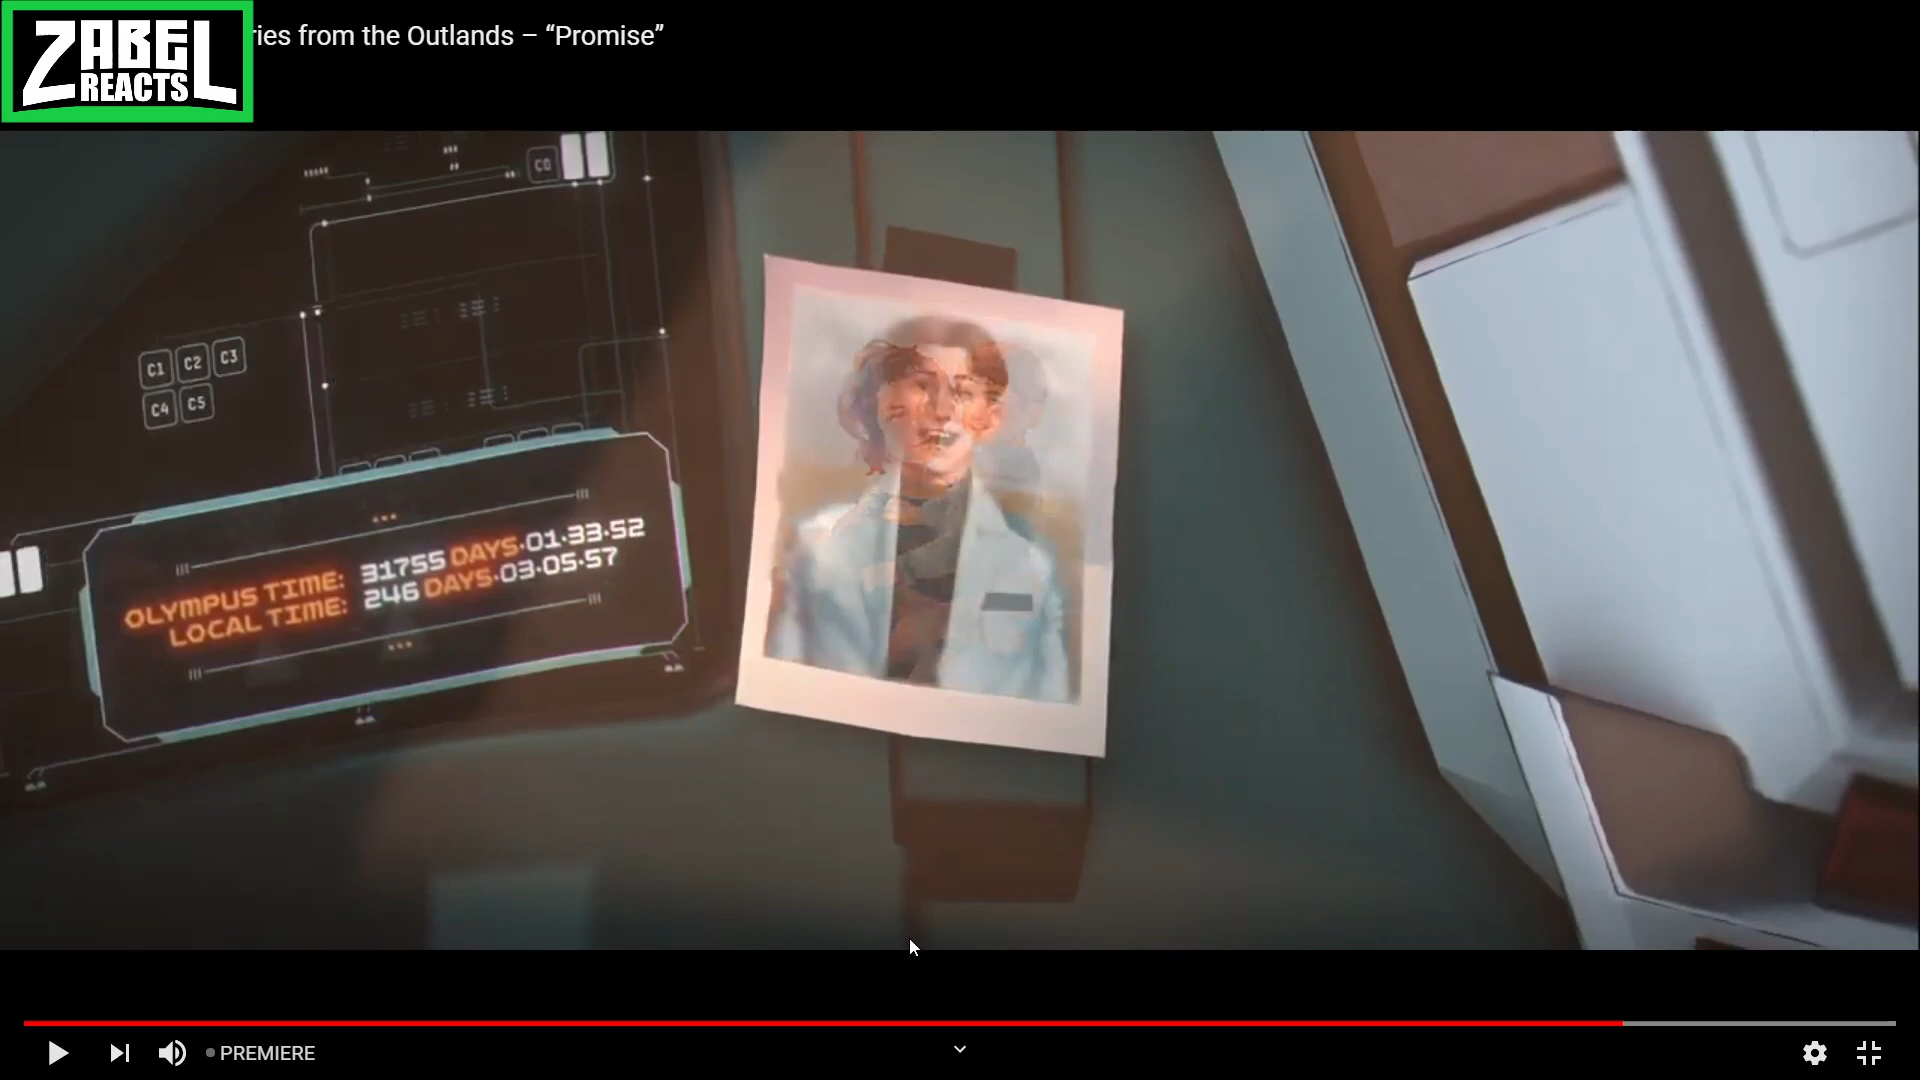 ZABEL
REACTS
ries from the Outlands – “Promise”
C0
C1 C2 C3
C4 C5
OLYMPUS TIME: 31755 DAYS·01·33·52
LOCAL TIME: 246 DAYS·03·05·57
PREMIERE